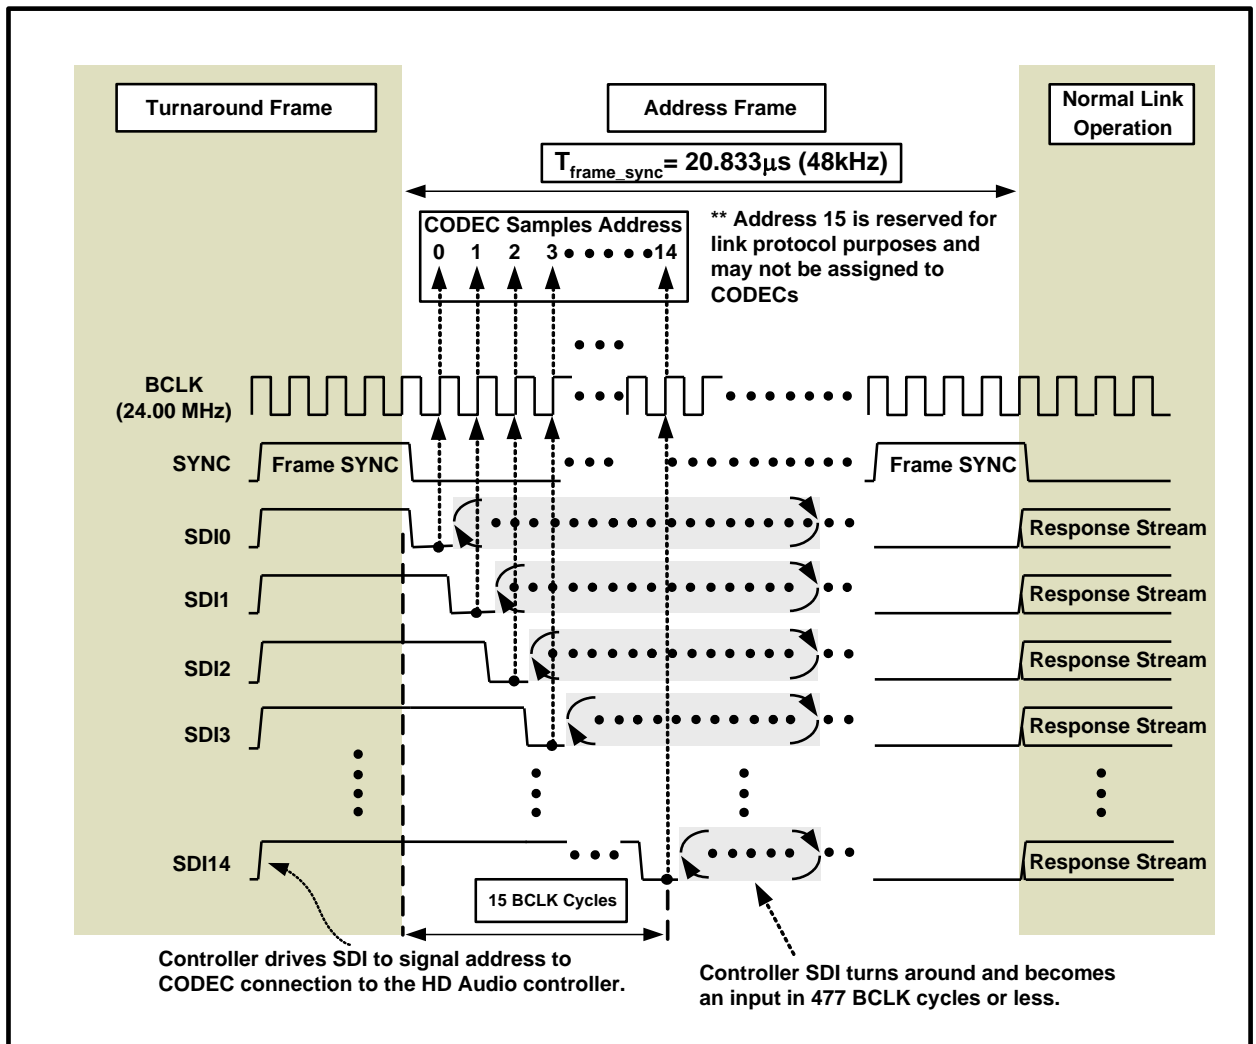 Turnaround Frame
Address Frame
Normal Link
Operation
Tframe_sync= 20.833μs (48kHz)
CODEC Samples Address
0 1 2 3 14
** Address 15 is reserved for
link protocol purposes and
may not be assigned to
CODECs
BCLK
(24.00 MHz)
SYNC
Frame SYNC
Frame SYNC
SDI0
Response Stream
SDI1
Response Stream
SDI2
Response Stream
SDI3
Response Stream
SDI14
Response Stream
15 BCLK Cycles
Controller drives SDI to signal address to
CODEC connection to the HD Audio controller.
Controller SDI turns around and becomes
an input in 477 BCLK cycles or less.